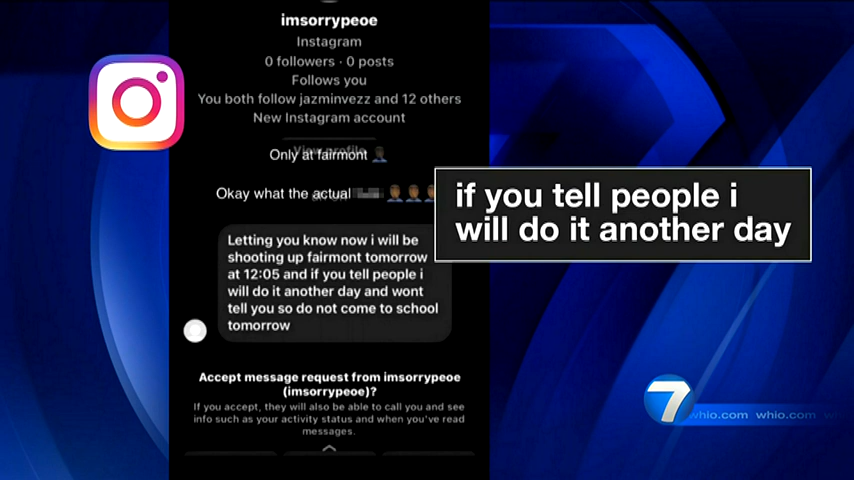 imsorrypeoe
Instagram
0 followers · 0 posts
Follows you
You both follow jazminvezz and 12 others
New Instagram account
View profile
Only at fairmont
Okay what the actual
if you tell people i
will do it another day
Letting you know now i will be
shooting up fairmont tomorrow
at 12:05 and if you tell people i
will do it another day and wont
tell you so do not come to school
tomorrow
Accept message request from imsorrypeoe
(imsorrypeoe)?
If you accept, they will also be able to call you and see
info such as your activity status and when you've read
messages.
7
whio.com whio.com